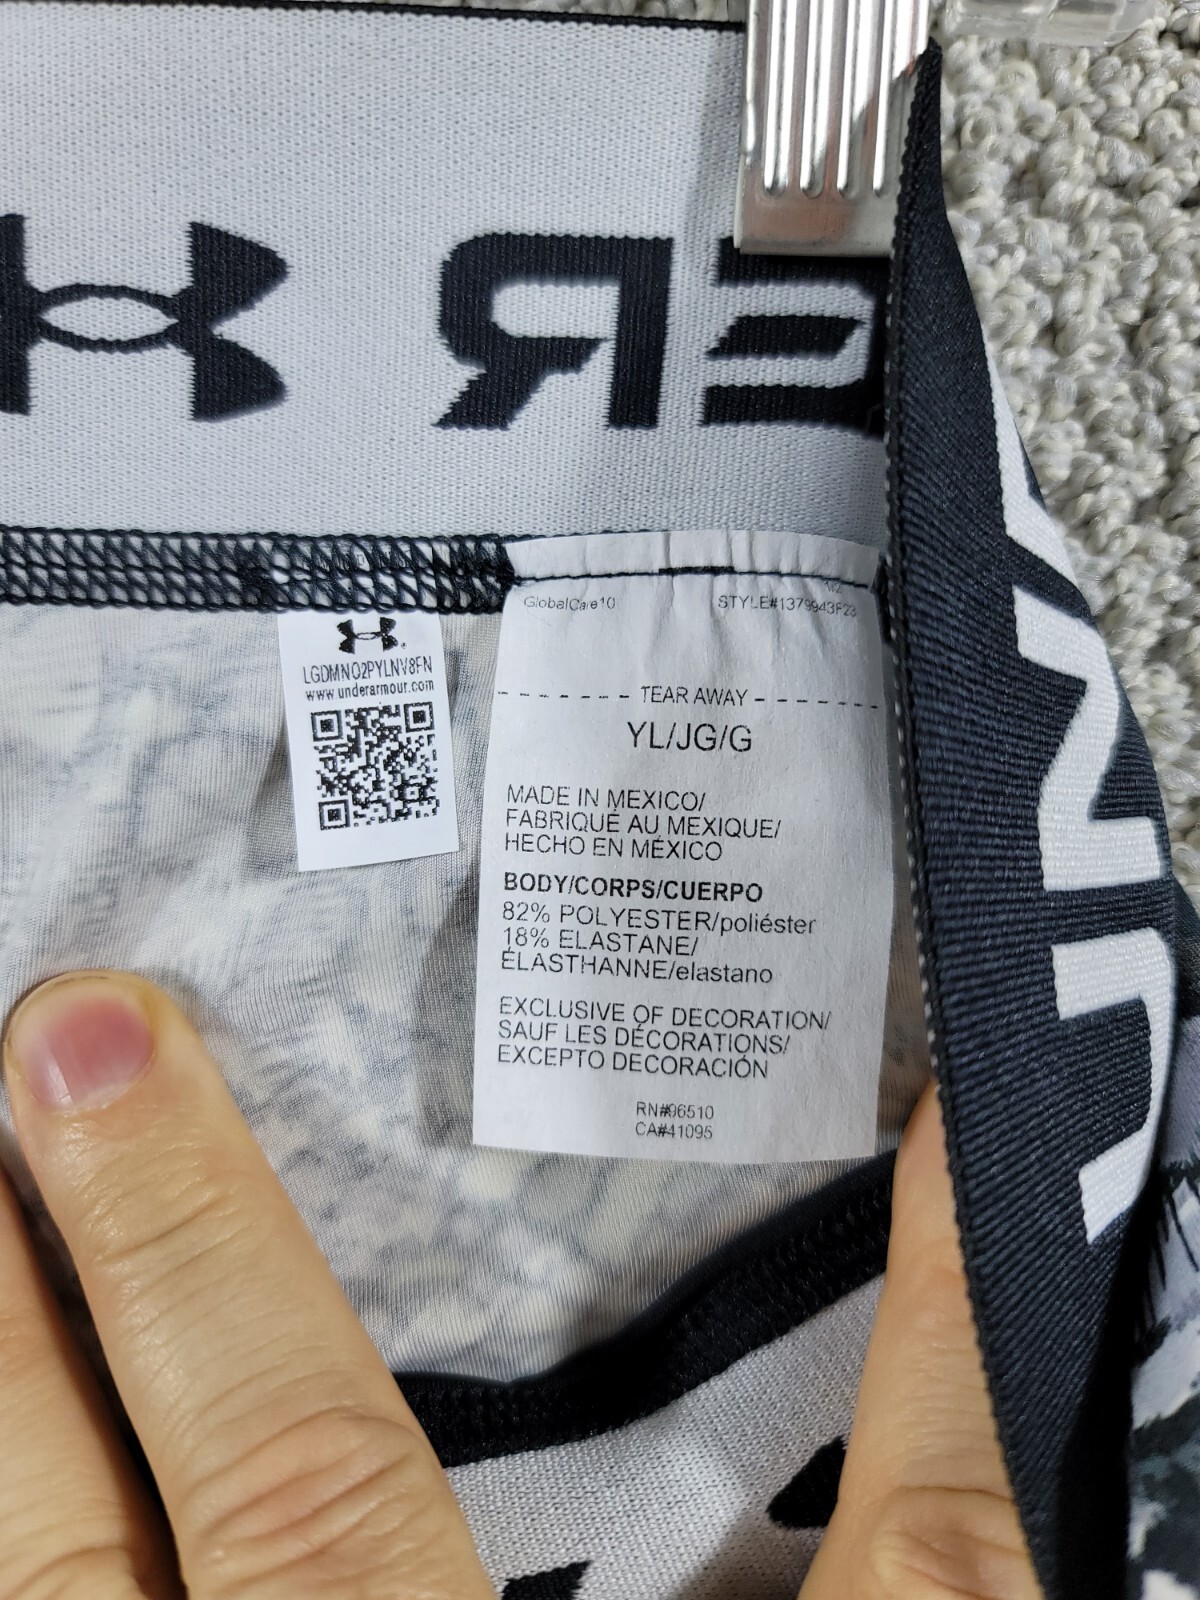 GlobalCare10
STYLE#1379943F23
- - - - - - - TEAR AWAY - - - - - - -
YL/JG/G
MADE IN MEXICO/
FABRIQUÉ AU MEXIQUE/
HECHO EN MÉXICO
BODY/CORPS/CUERPO
82% POLYESTER/poliéster
18% ELASTANE/
ÉLASTHANNE/elastano
EXCLUSIVE OF DECORATION/
SAUF LES DÉCORATIONS/
EXCEPTO DECORACIÓN
RN#96510
CA#41095
LGDMNO2PYLNV8FN
www.underarmour.com
UN